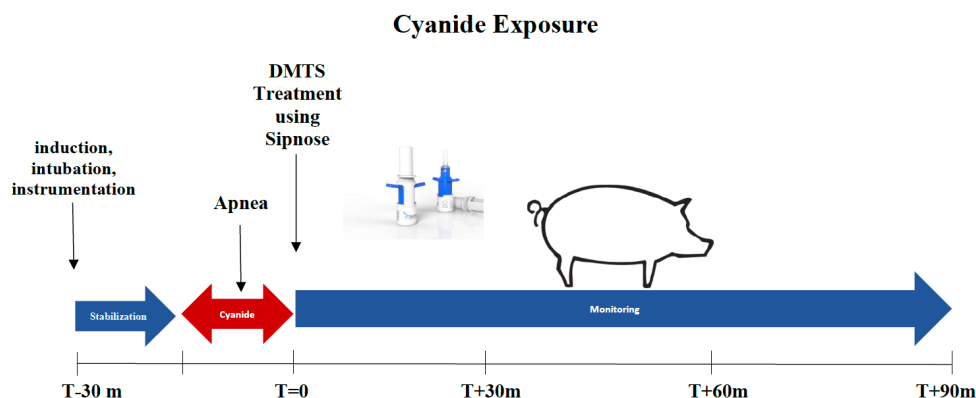 Cyanide Exposure
DMTS
Treatment
using
Sipnose
induction,
intubation,
instrumentation
Apnea
Stabilization
Cyanide
Monitoring
T-30 m
T=0
T+30m
T+60m
T+90m